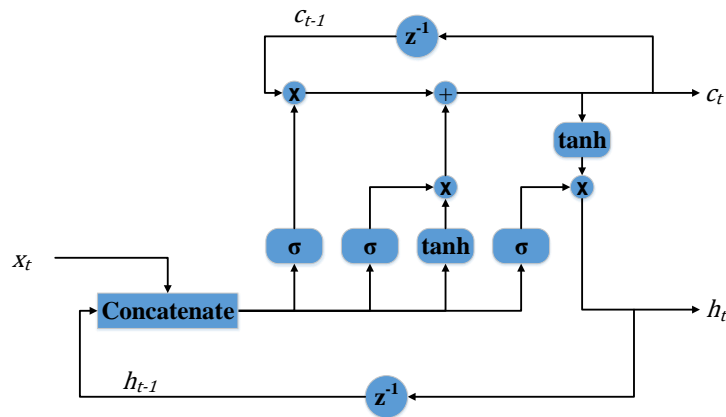 c_{t-1}
z^{-1}
x + c_t
tanh
x x
σ σ tanh σ
x_t
Concatenate h_t
h_{t-1}
z^{-1}